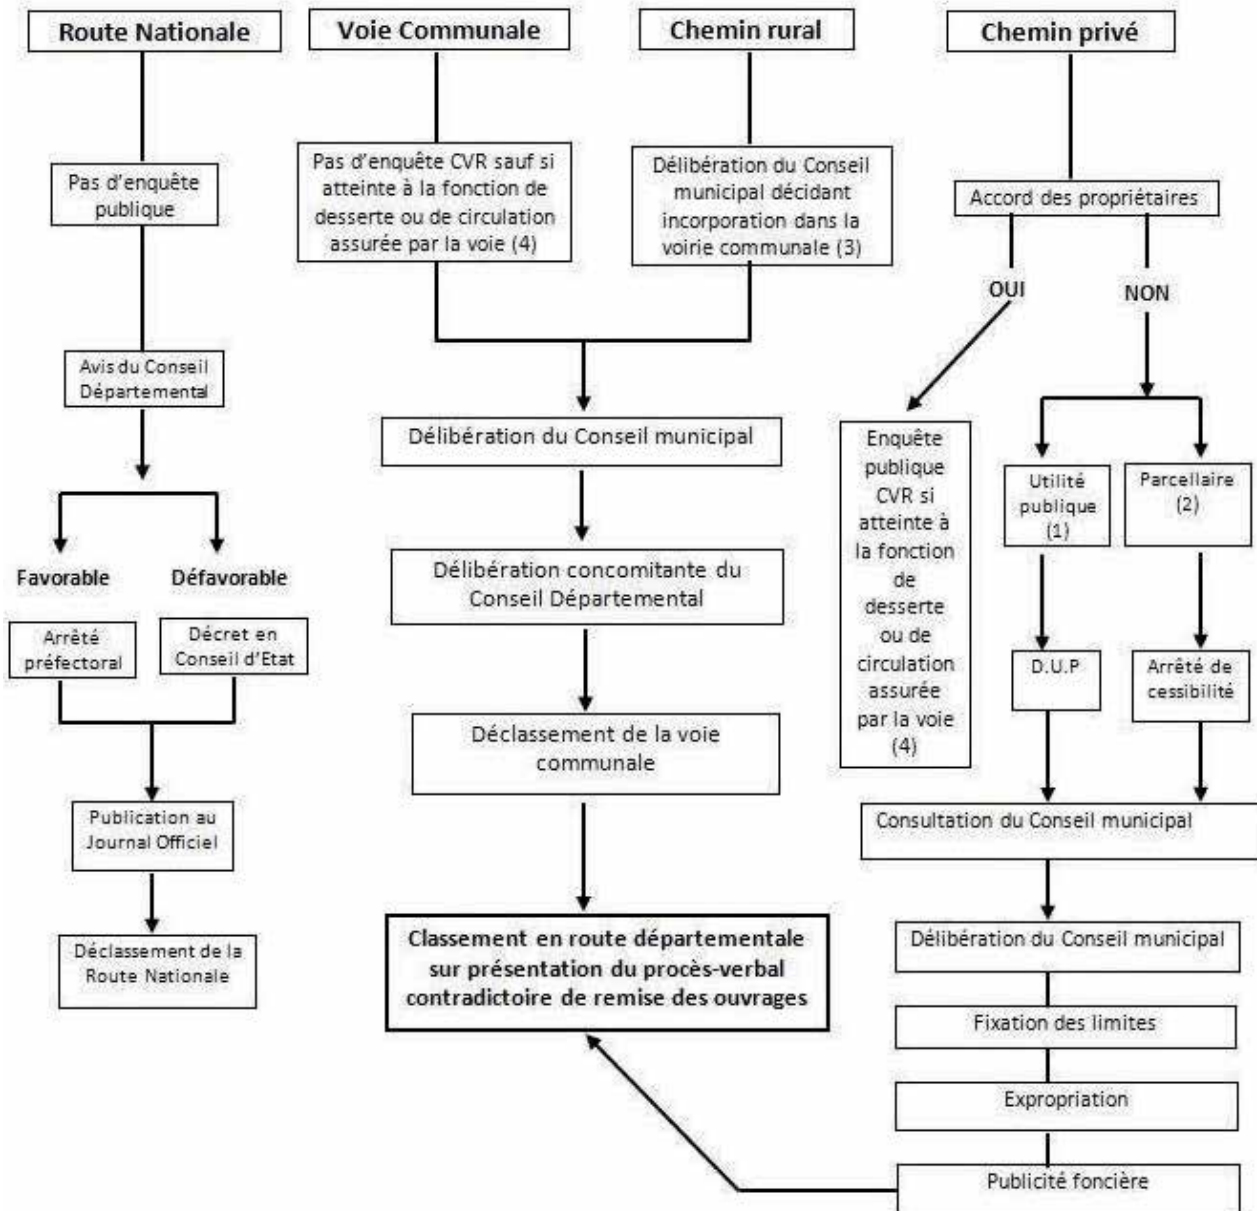 Route Nationale
Voie Communale
Chemin rural
Chemin privé
Pas d'enquête
publique
Avis du Conseil
Départemental
Favorable
Défavorable
Arrêté
préfectoral
Décret en
Conseil d'Etat
Publication au
Journal Officiel
Déclassement de la
Route Nationale
Pas d'enquête CVR sauf si
atteinte à la fonction de
desserte ou de circulation
assurée par la voie (4)
Délibération du Conseil
municipal décidant
incorporation dans la
voirie communale (3)
Délibération du Conseil municipal
Délibération concomitante du
Conseil Départemental
Déclassement de la voie
communale
Classement en route départementale
sur présentation du procès-verbal
contradictoire de remise des ouvrages
Accord des propriétaires
OUI
NON
Enquête
publique
CVR si
atteinte à
la fonction
de
desserte
ou de
circulation
assurée
par la voie
(4)
Utilité
publique
(1)
Parcellaire
(2)
D.U.P
Arrêté de
cessibilité
Consultation du Conseil municipal
Délibération du Conseil municipal
Fixation des limites
Expropriation
Publicité foncière